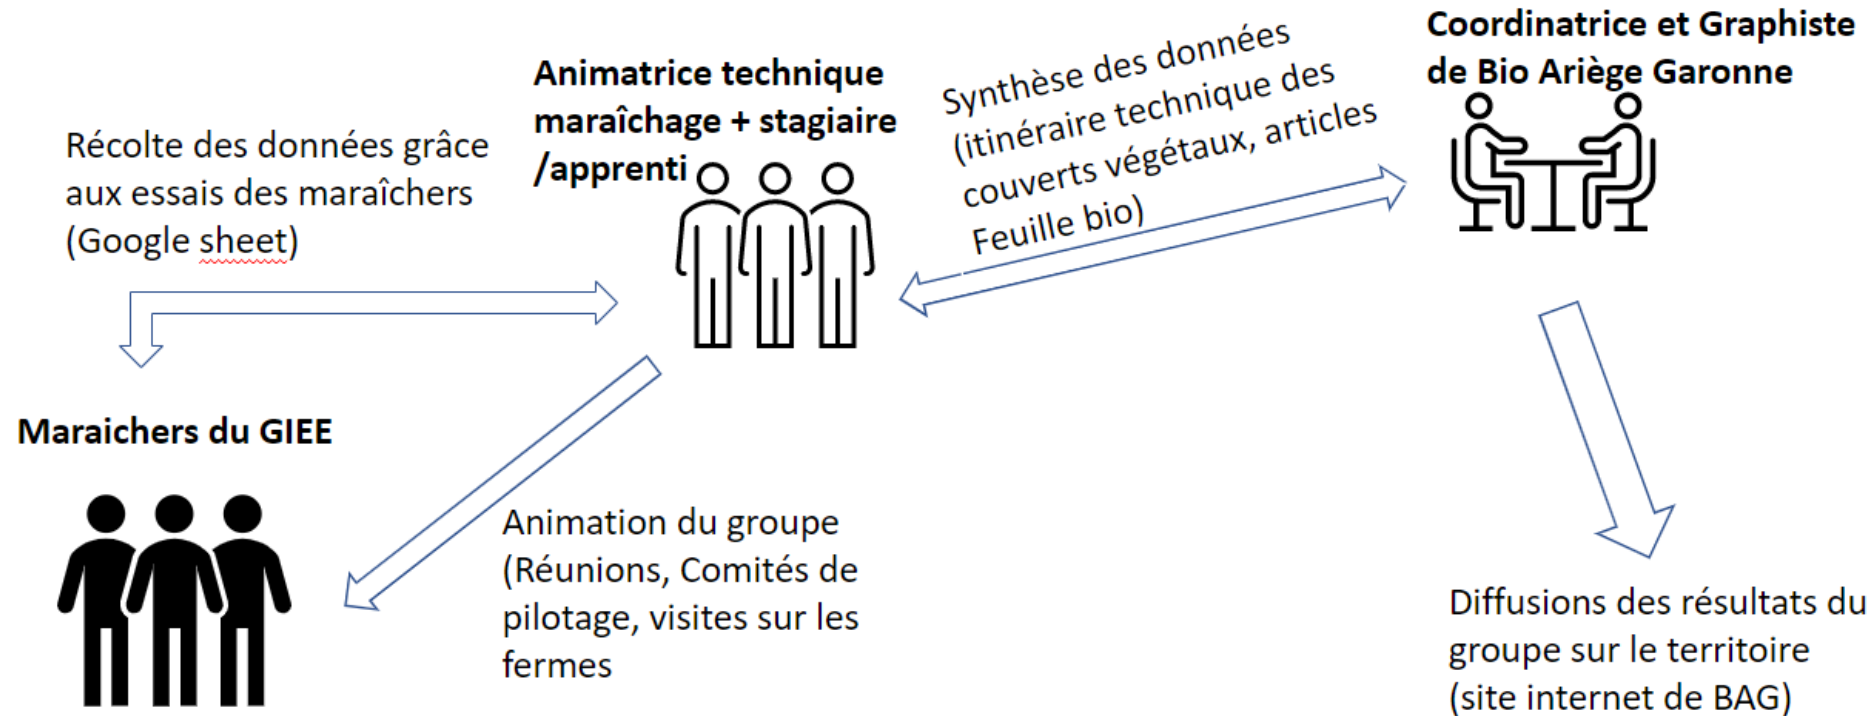 Récolte des données grâce
aux essais des maraîchers
(Google sheet)
Animatrice technique
maraîchage + stagiaire
/apprenti
Synthèse des données
(itinéraire technique des
couverts végétaux, articles
Feuille bio)
Coordinatrice et Graphiste
de Bio Ariège Garonne
Maraichers du GIEE
Animation du groupe
(Réunions, Comités de
pilotage, visites sur les
fermes
Diffusions des résultats du
groupe sur le territoire
(site internet de BAG)